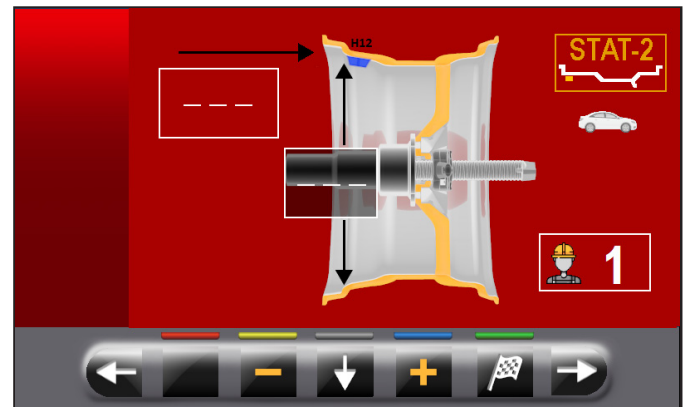 H12
STAT-2
_ _ _
_ _ _
1